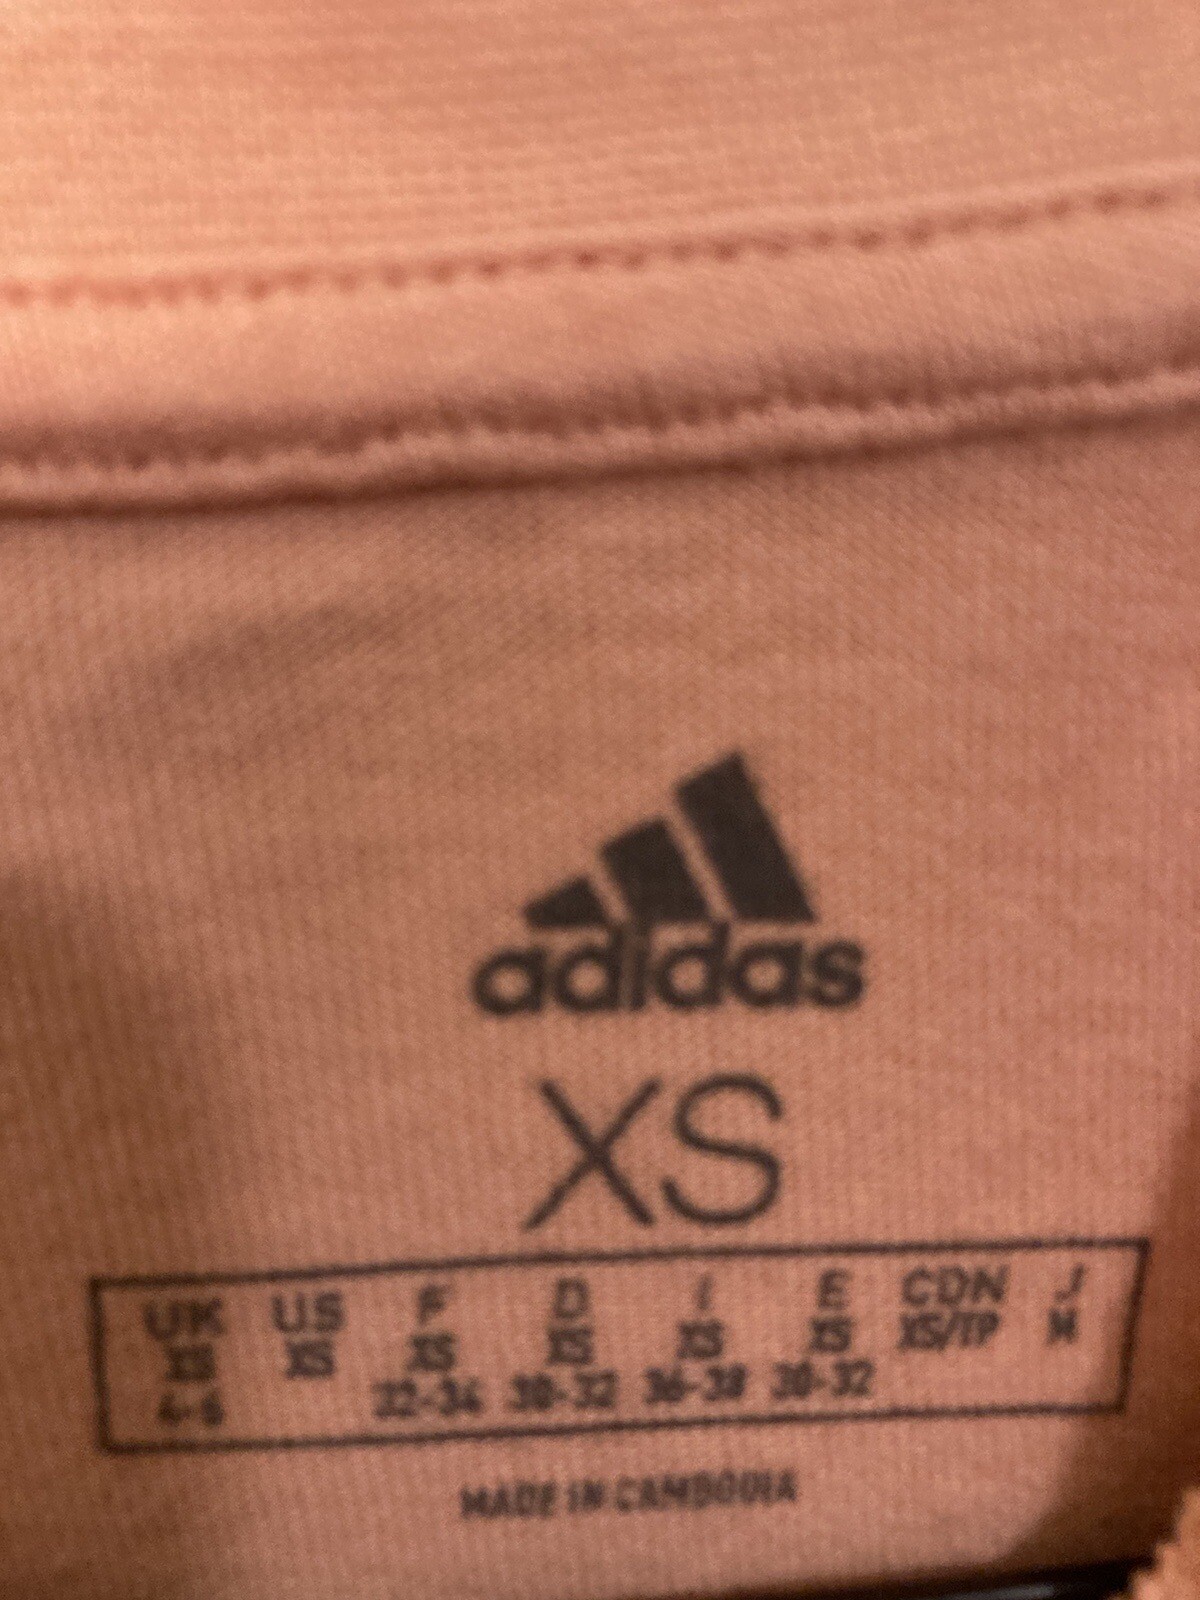 adidas
XS
UK US F D I E CDN J
XS XS XS XS XS XS XS/TP M
4-6 32-34 30-32 36-38 30-32
MADE IN CAMBODIA